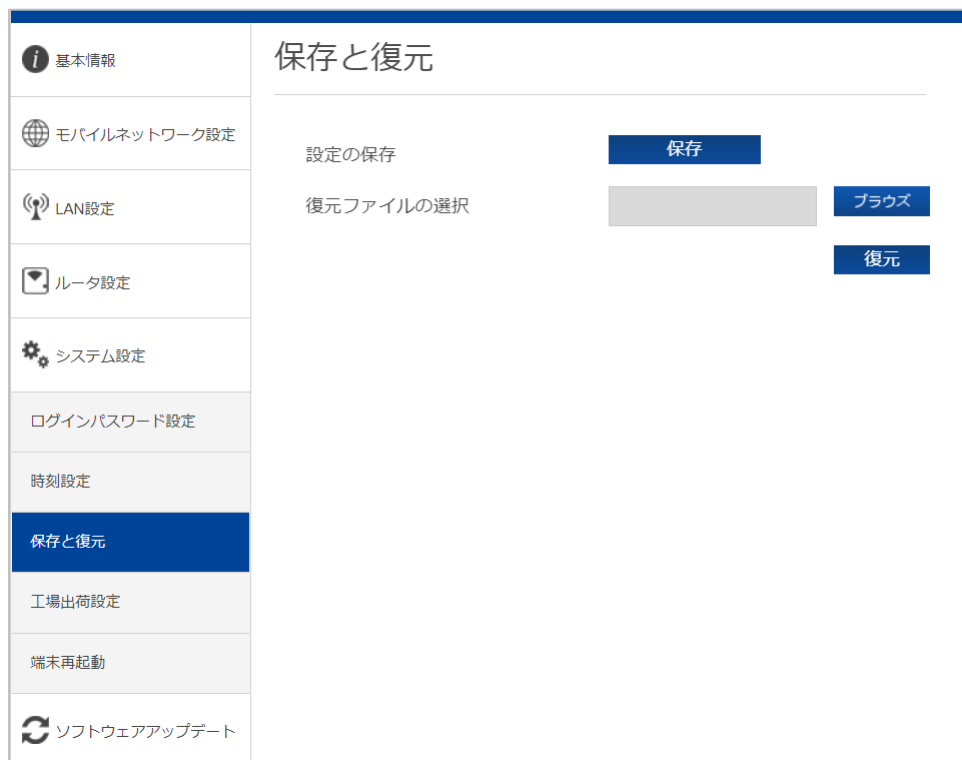 基本情報
モバイルネットワーク設定
LAN設定
ルータ設定
システム設定
ログインパスワード設定
時刻設定
保存と復元
工場出荷設定
端末再起動
ソフトウェアアップデート
保存と復元
設定の保存
保存
復元ファイルの選択
ブラウズ
復元